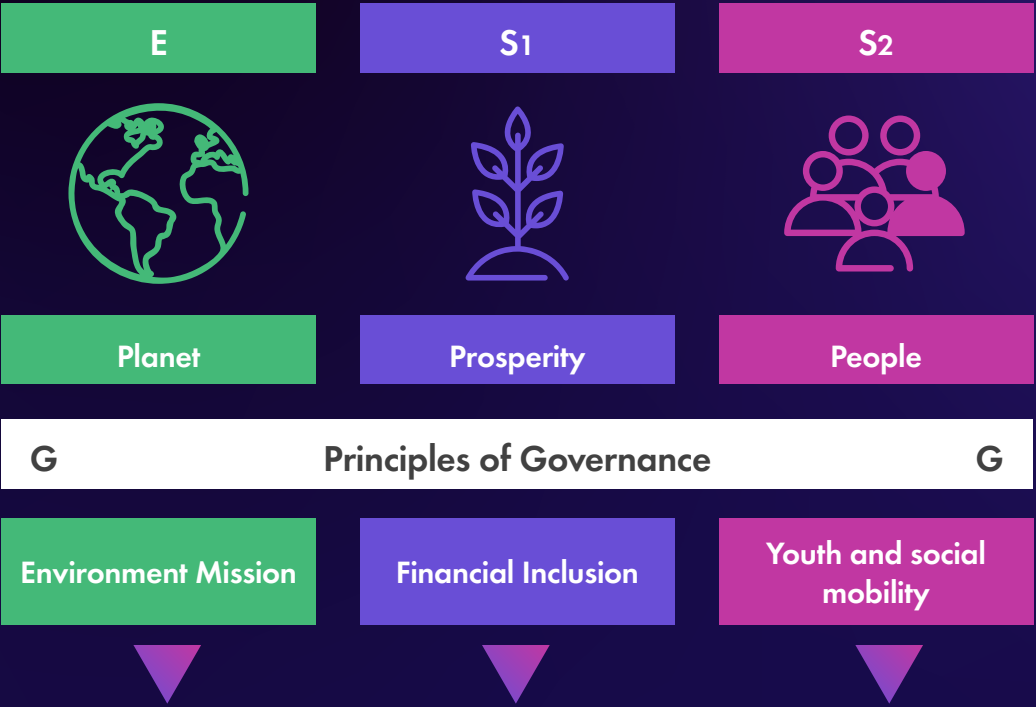 E
S1
S2
Planet
Prosperity
People
G Principles of Governance G
Environment Mission
Financial Inclusion
Youth and social
mobility